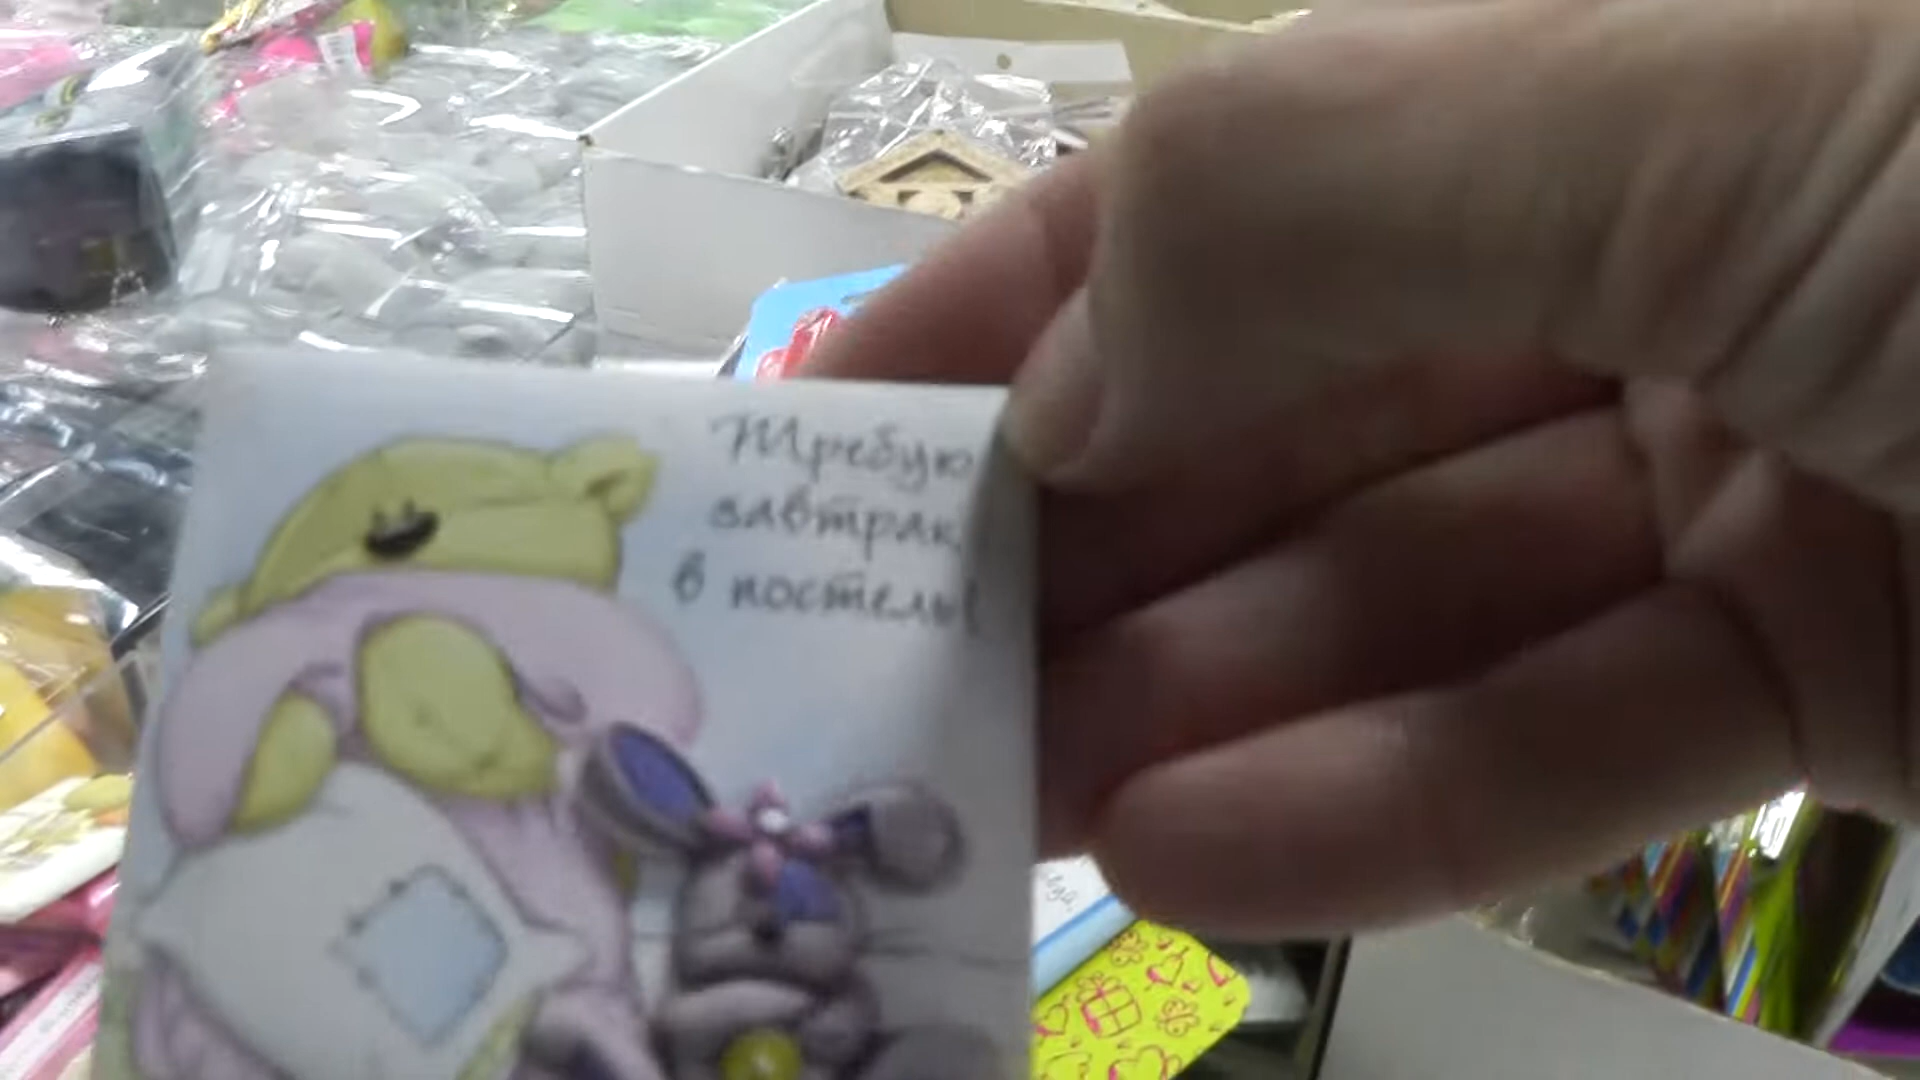 Требую
завтрак
в постель!